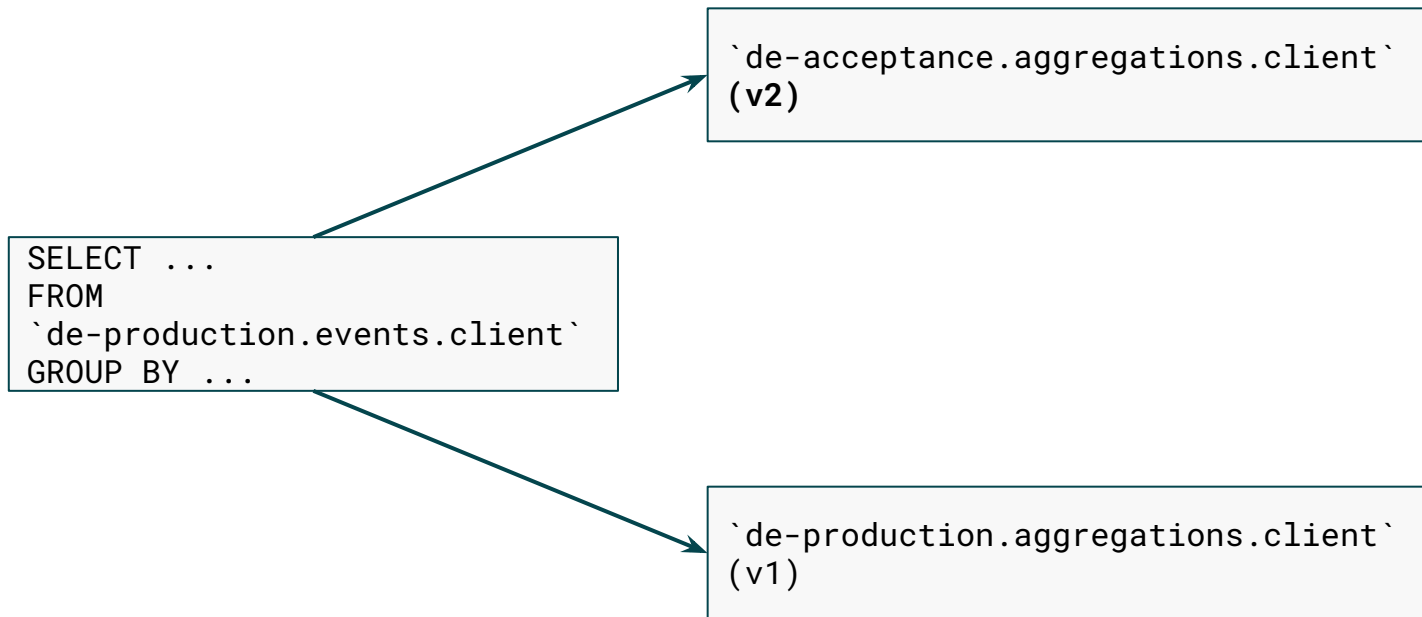 `de-acceptance.aggregations.client`
(v2)
SELECT ...
FROM
`de-production.events.client`
GROUP BY ...
`de-production.aggregations.client`
(v1)